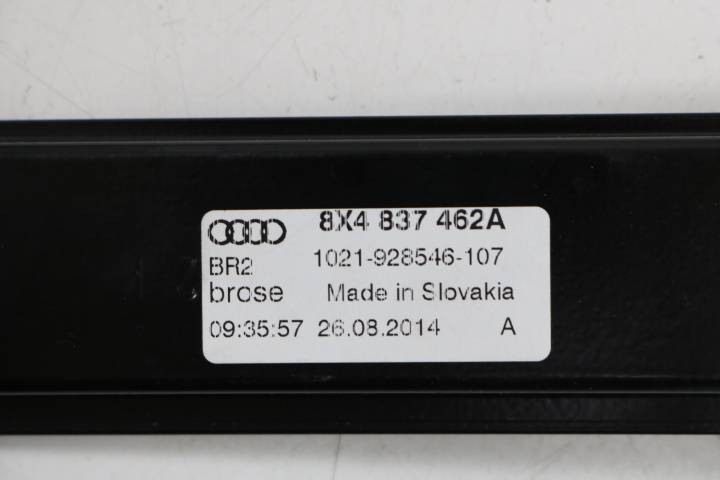 8X4 837 462A
BR2 1021-928546-107
brose Made in Slovakia
09:35:57 26.08.2014 A